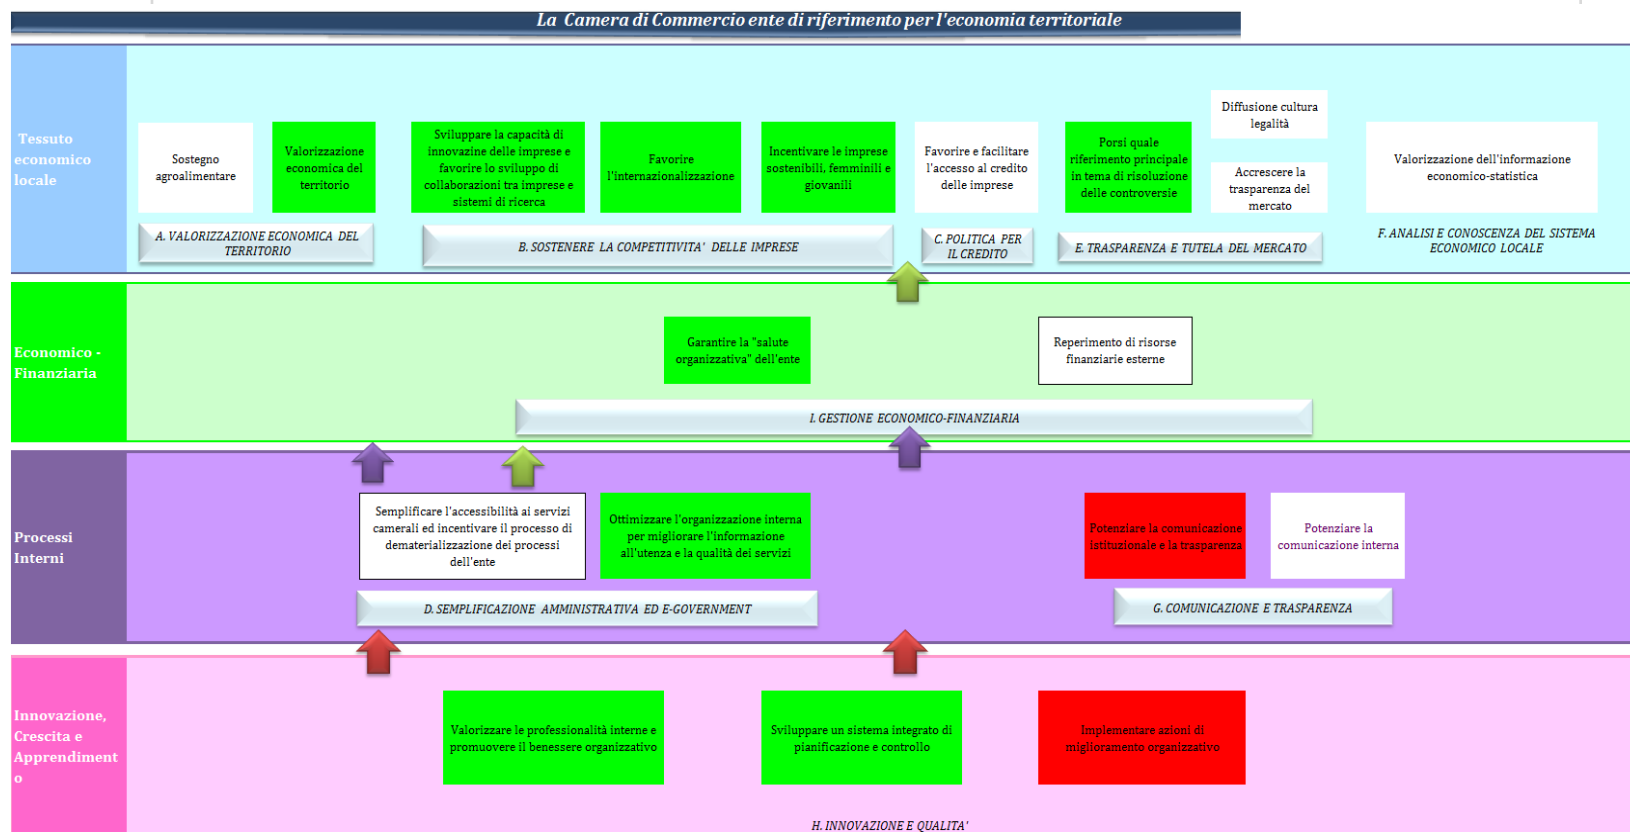 La Camera di Commercio ente di riferimento per l'economia territoriale
Tessuto
economico
locale
Sostegno
agroalimentare
Valorizzazione
economica del
territorio
Sviluppare la capacità di
innovazine delle imprese e
favorire lo sviluppo di
collaborazioni tra imprese e
sistemi di ricerca
Favorire
l'internazionalizzazione
Incentivare le imprese
sostenibili, femminili e
giovanili
Favorire e facilitare
l'accesso al credito
delle imprese
Porsi quale
riferimento principale
in tema di risoluzione
delle controversie
Diffusione cultura
legalità
Accrescere la
trasparenza del
mercato
Valorizzazione dell'informazione
economico-statistica
A. VALORIZZAZIONE ECONOMICA DEL
TERRITORIO
B. SOSTENERE LA COMPETITIVITA' DELLE IMPRESE
C. POLITICA PER
IL CREDITO
E. TRASPARENZA E TUTELA DEL MERCATO
F. ANALISI E CONOSCENZA DEL SISTEMA
ECONOMICO LOCALE
Economico -
Finanziaria
Garantire la "salute
organizzativa" dell'ente
Reperimento di risorse
finanziarie esterne
I. GESTIONE ECONOMICO-FINANZIARIA
Processi
Interni
Semplificare l'accessibilità ai servizi
camerali ed incentivare il processo di
dematerializzazione dei processi
dell'ente
Ottimizzare l'organizzazione interna
per migliorare l'informazione
all'utenza e la qualità dei servizi
Potenziare la comunicazione
istituzionale e la trasparenza
Potenziare la
comunicazione interna
D. SEMPLIFICAZIONE AMMINISTRATIVA ED E-GOVERNMENT
G. COMUNICAZIONE E TRASPARENZA
Innovazione,
Crescita e
Apprendiment
o
Valorizzare le professionalità interne e
promuovere il benessere organizzativo
Sviluppare un sistema integrato di
pianificazione e controllo
Implementare azioni di
miglioramento organizzativo
H. INNOVAZIONE E QUALITA'